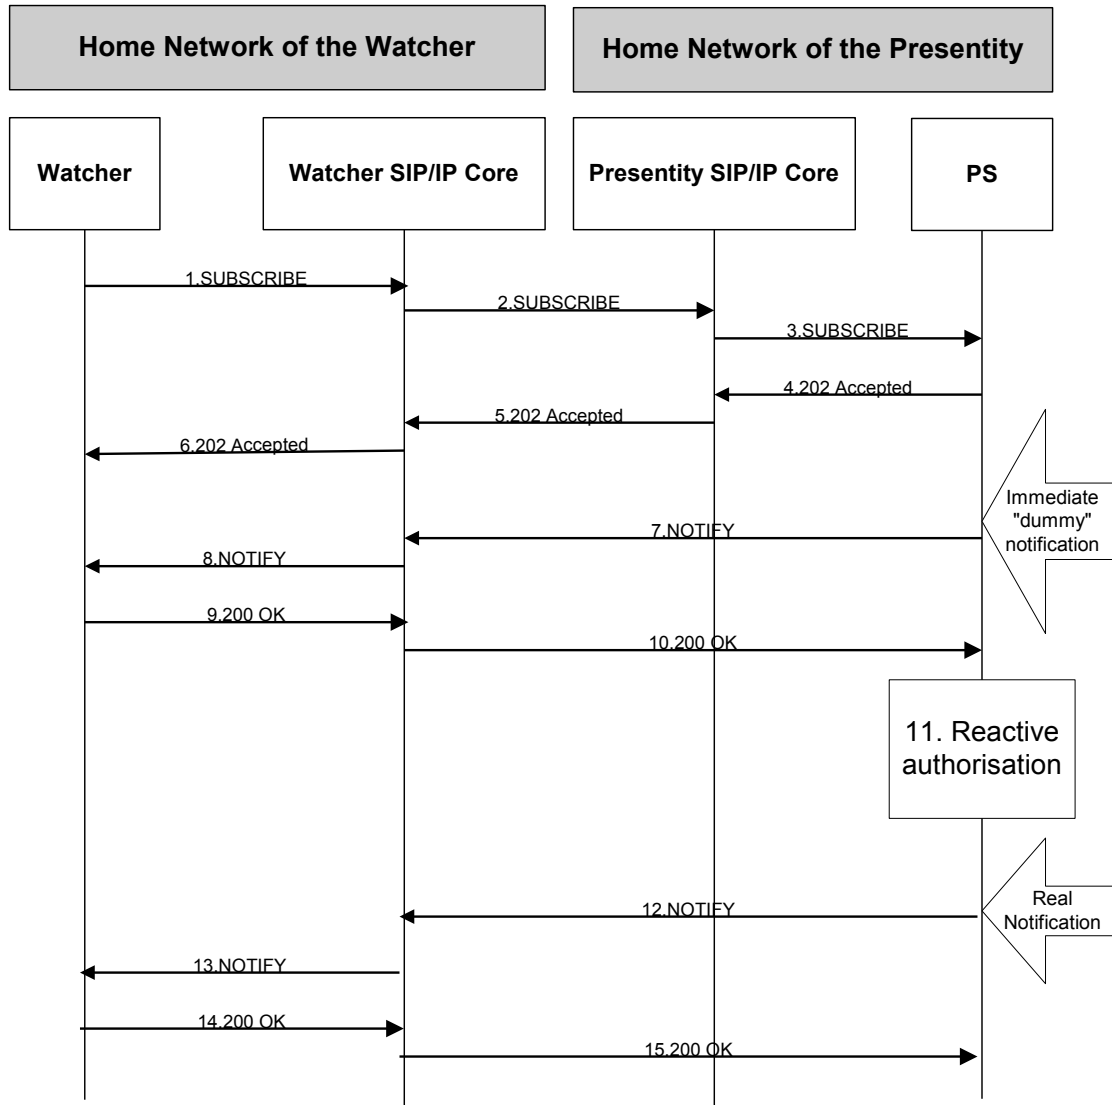 Home Network of the Watcher
Home Network of the Presentity
Watcher
Watcher SIP/IP Core
Presentity SIP/IP Core
PS
1.SUBSCRIBE
2.SUBSCRIBE
3.SUBSCRIBE
4.202 Accepted
5.202 Accepted
6.202 Accepted
Immediate
"dummy"
notification
7.NOTIFY
8.NOTIFY
9.200 OK
10.200 OK
11. Reactive
authorisation
Real
Notification
12.NOTIFY
13.NOTIFY
14.200 OK
15.200 OK